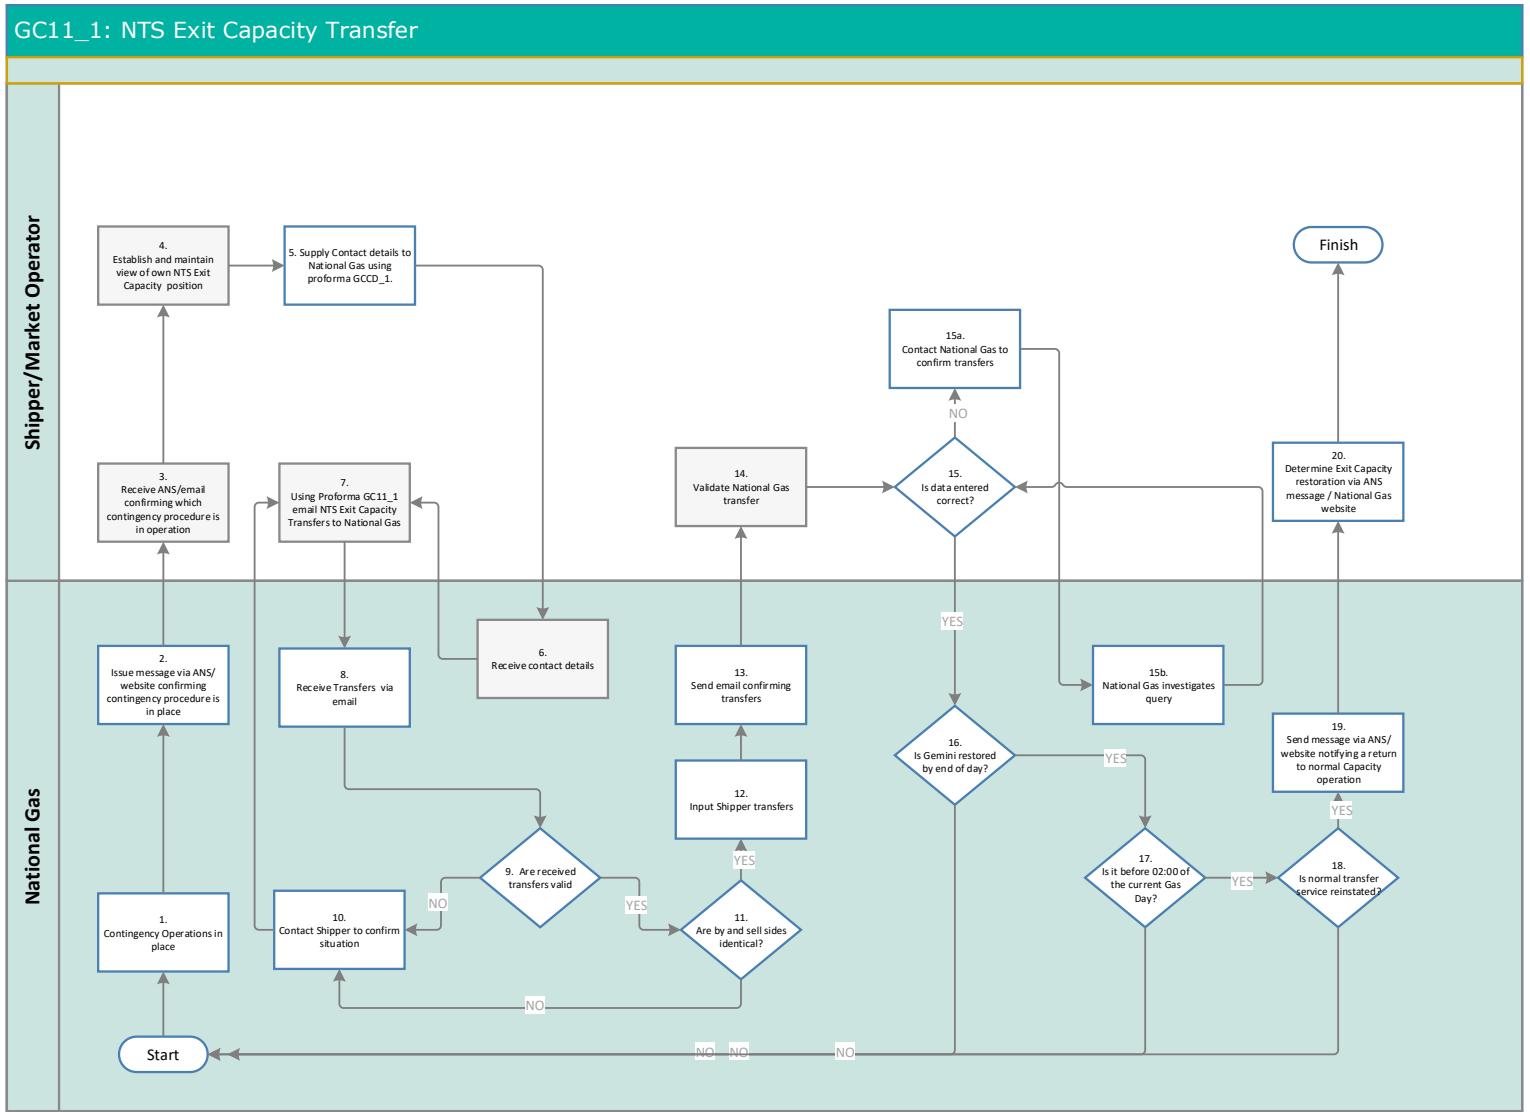 GC11_1: NTS Exit Capacity Transfer
Shipper/Market Operator
4.
Establish and maintain
view of own NTS Exit
Capacity position
5. Supply Contact details to
National Gas using
proforma GCCD_1.
Finish
15a.
Contact National Gas to
confirm transfers
NO
3.
Receive ANS/email
confirming which
contingency procedure is
in operation
7.
Using Proforma GC11_1
email NTS Exit Capacity
Transfers to National Gas
14.
Validate National Gas
transfer
15.
Is data entered
correct?
20.
Determine Exit Capacity
restoration via ANS
message / National Gas
website
National Gas
YES
2.
Issue message via ANS/
website confirming
contingency procedure is
in place
8.
Receive Transfers via
email
6.
Receive contact details
13.
Send email confirming
transfers
15b.
National Gas investigates
query
16.
Is Gemini restored
by end of day?
YES
19.
Send message via ANS/
website notifying a return
to normal Capacity
operation
12.
Input Shipper transfers
YES
YES
9. Are received
transfers valid
17.
Is it before 02:00 of
the current Gas
Day?
YES
18.
Is normal transfer
service reinstated?
NO
YES
1.
Contingency Operations in
place
10.
Contact Shipper to confirm
situation
11.
Are by and sell sides
identical?
NO
Start
NO
NO
NO